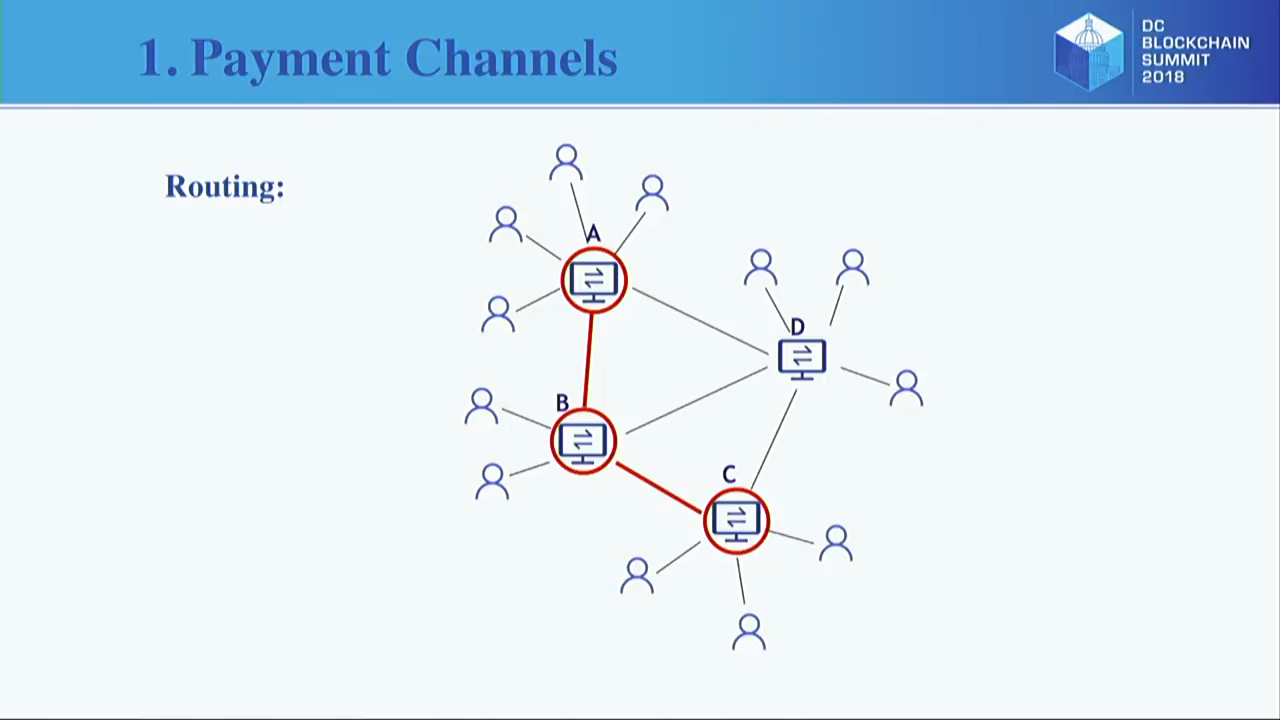 1. Payment Channels
DC
BLOCKCHAIN
SUMMIT
2018
Routing:
A
D
B
C